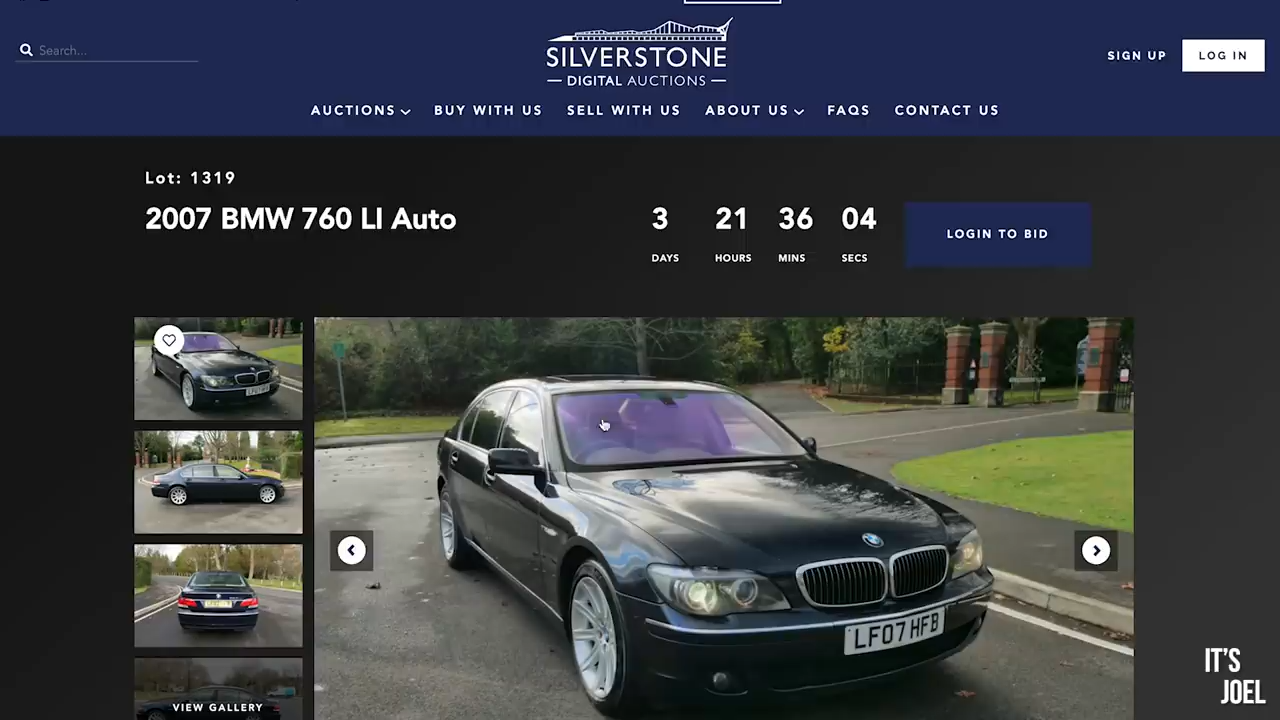 Search...
SILVERSTONE
DIGITAL AUCTIONS
SIGN UP
LOG IN
AUCTIONS
BUY WITH US
SELL WITH US
ABOUT US
FAQS
CONTACT US
Lot: 1319
2007 BMW 760 LI Auto
3 21 36 04
DAYS HOURS MINS SECS
LOGIN TO BID
LF07 HFB
VIEW GALLERY
IT'S
JOEL